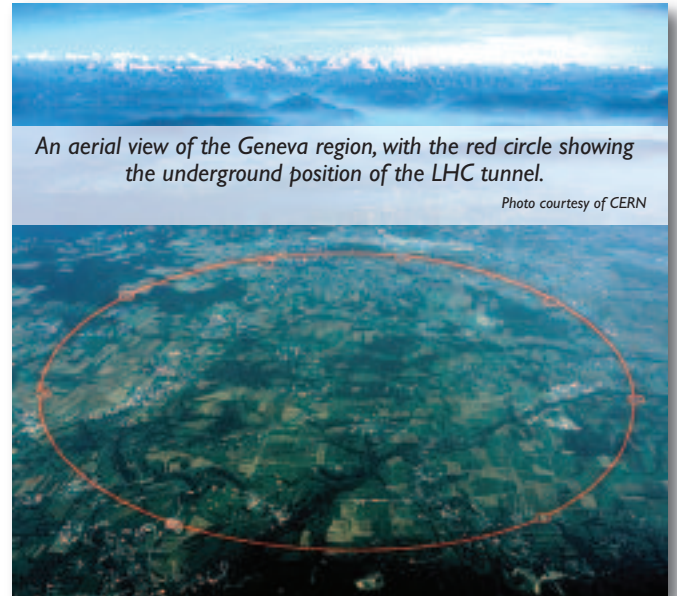 An aerial view of the Geneva region, with the red circle showing
the underground position of the LHC tunnel.
Photo courtesy of CERN